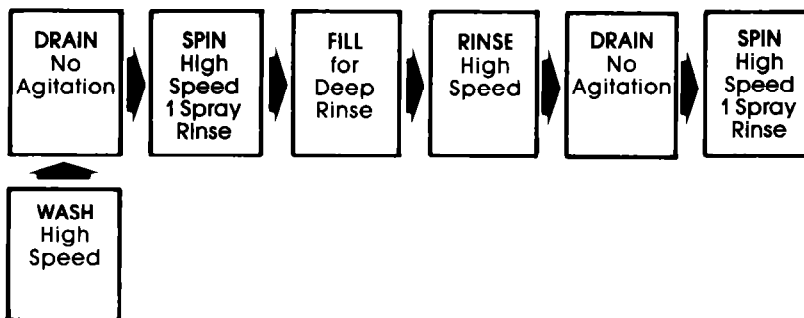 WASH
High
Speed
DRAIN
No
Agitation
SPIN
High
Speed
1 Spray
Rinse
FILL
for
Deep
Rinse
RINSE
High
Speed
DRAIN
No
Agitation
SPIN
High
Speed
1 Spray
Rinse